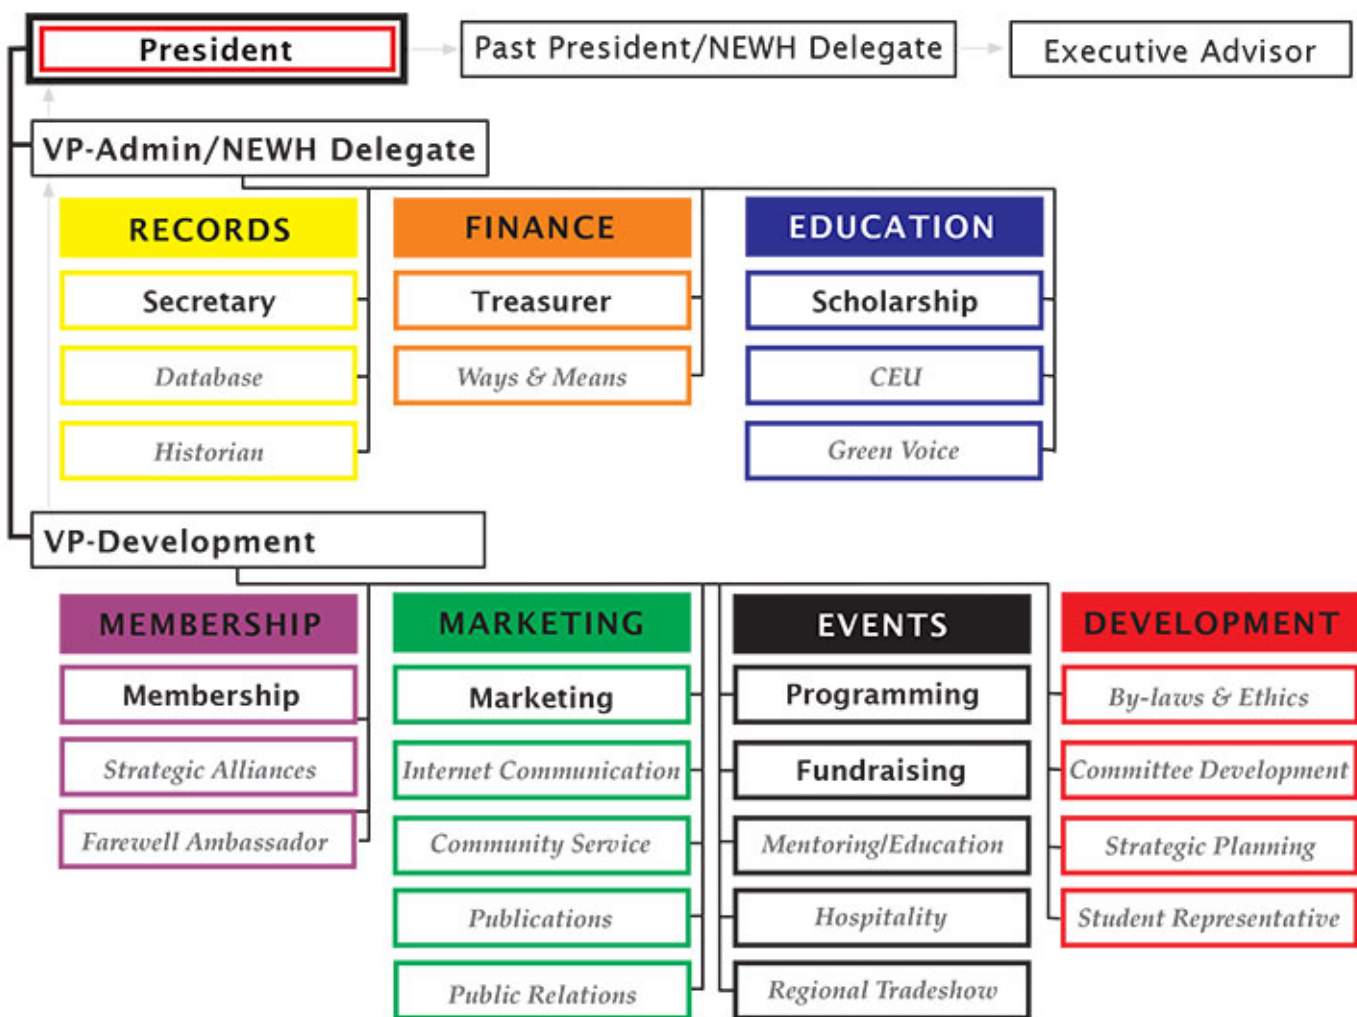 President
Past President/NEWH Delegate
Executive Advisor
VP-Admin/NEWH Delegate
RECORDS
Secretary
Database
Historian
FINANCE
Treasurer
Ways & Means
EDUCATION
Scholarship
CEU
Green Voice
VP-Development
MEMBERSHIP
Membership
Strategic Alliances
Farewell Ambassador
MARKETING
Marketing
Internet Communication
Community Service
Publications
Public Relations
EVENTS
Programming
Fundraising
Mentoring/Education
Hospitality
Regional Tradeshow
DEVELOPMENT
By-laws & Ethics
Committee Development
Strategic Planning
Student Representative